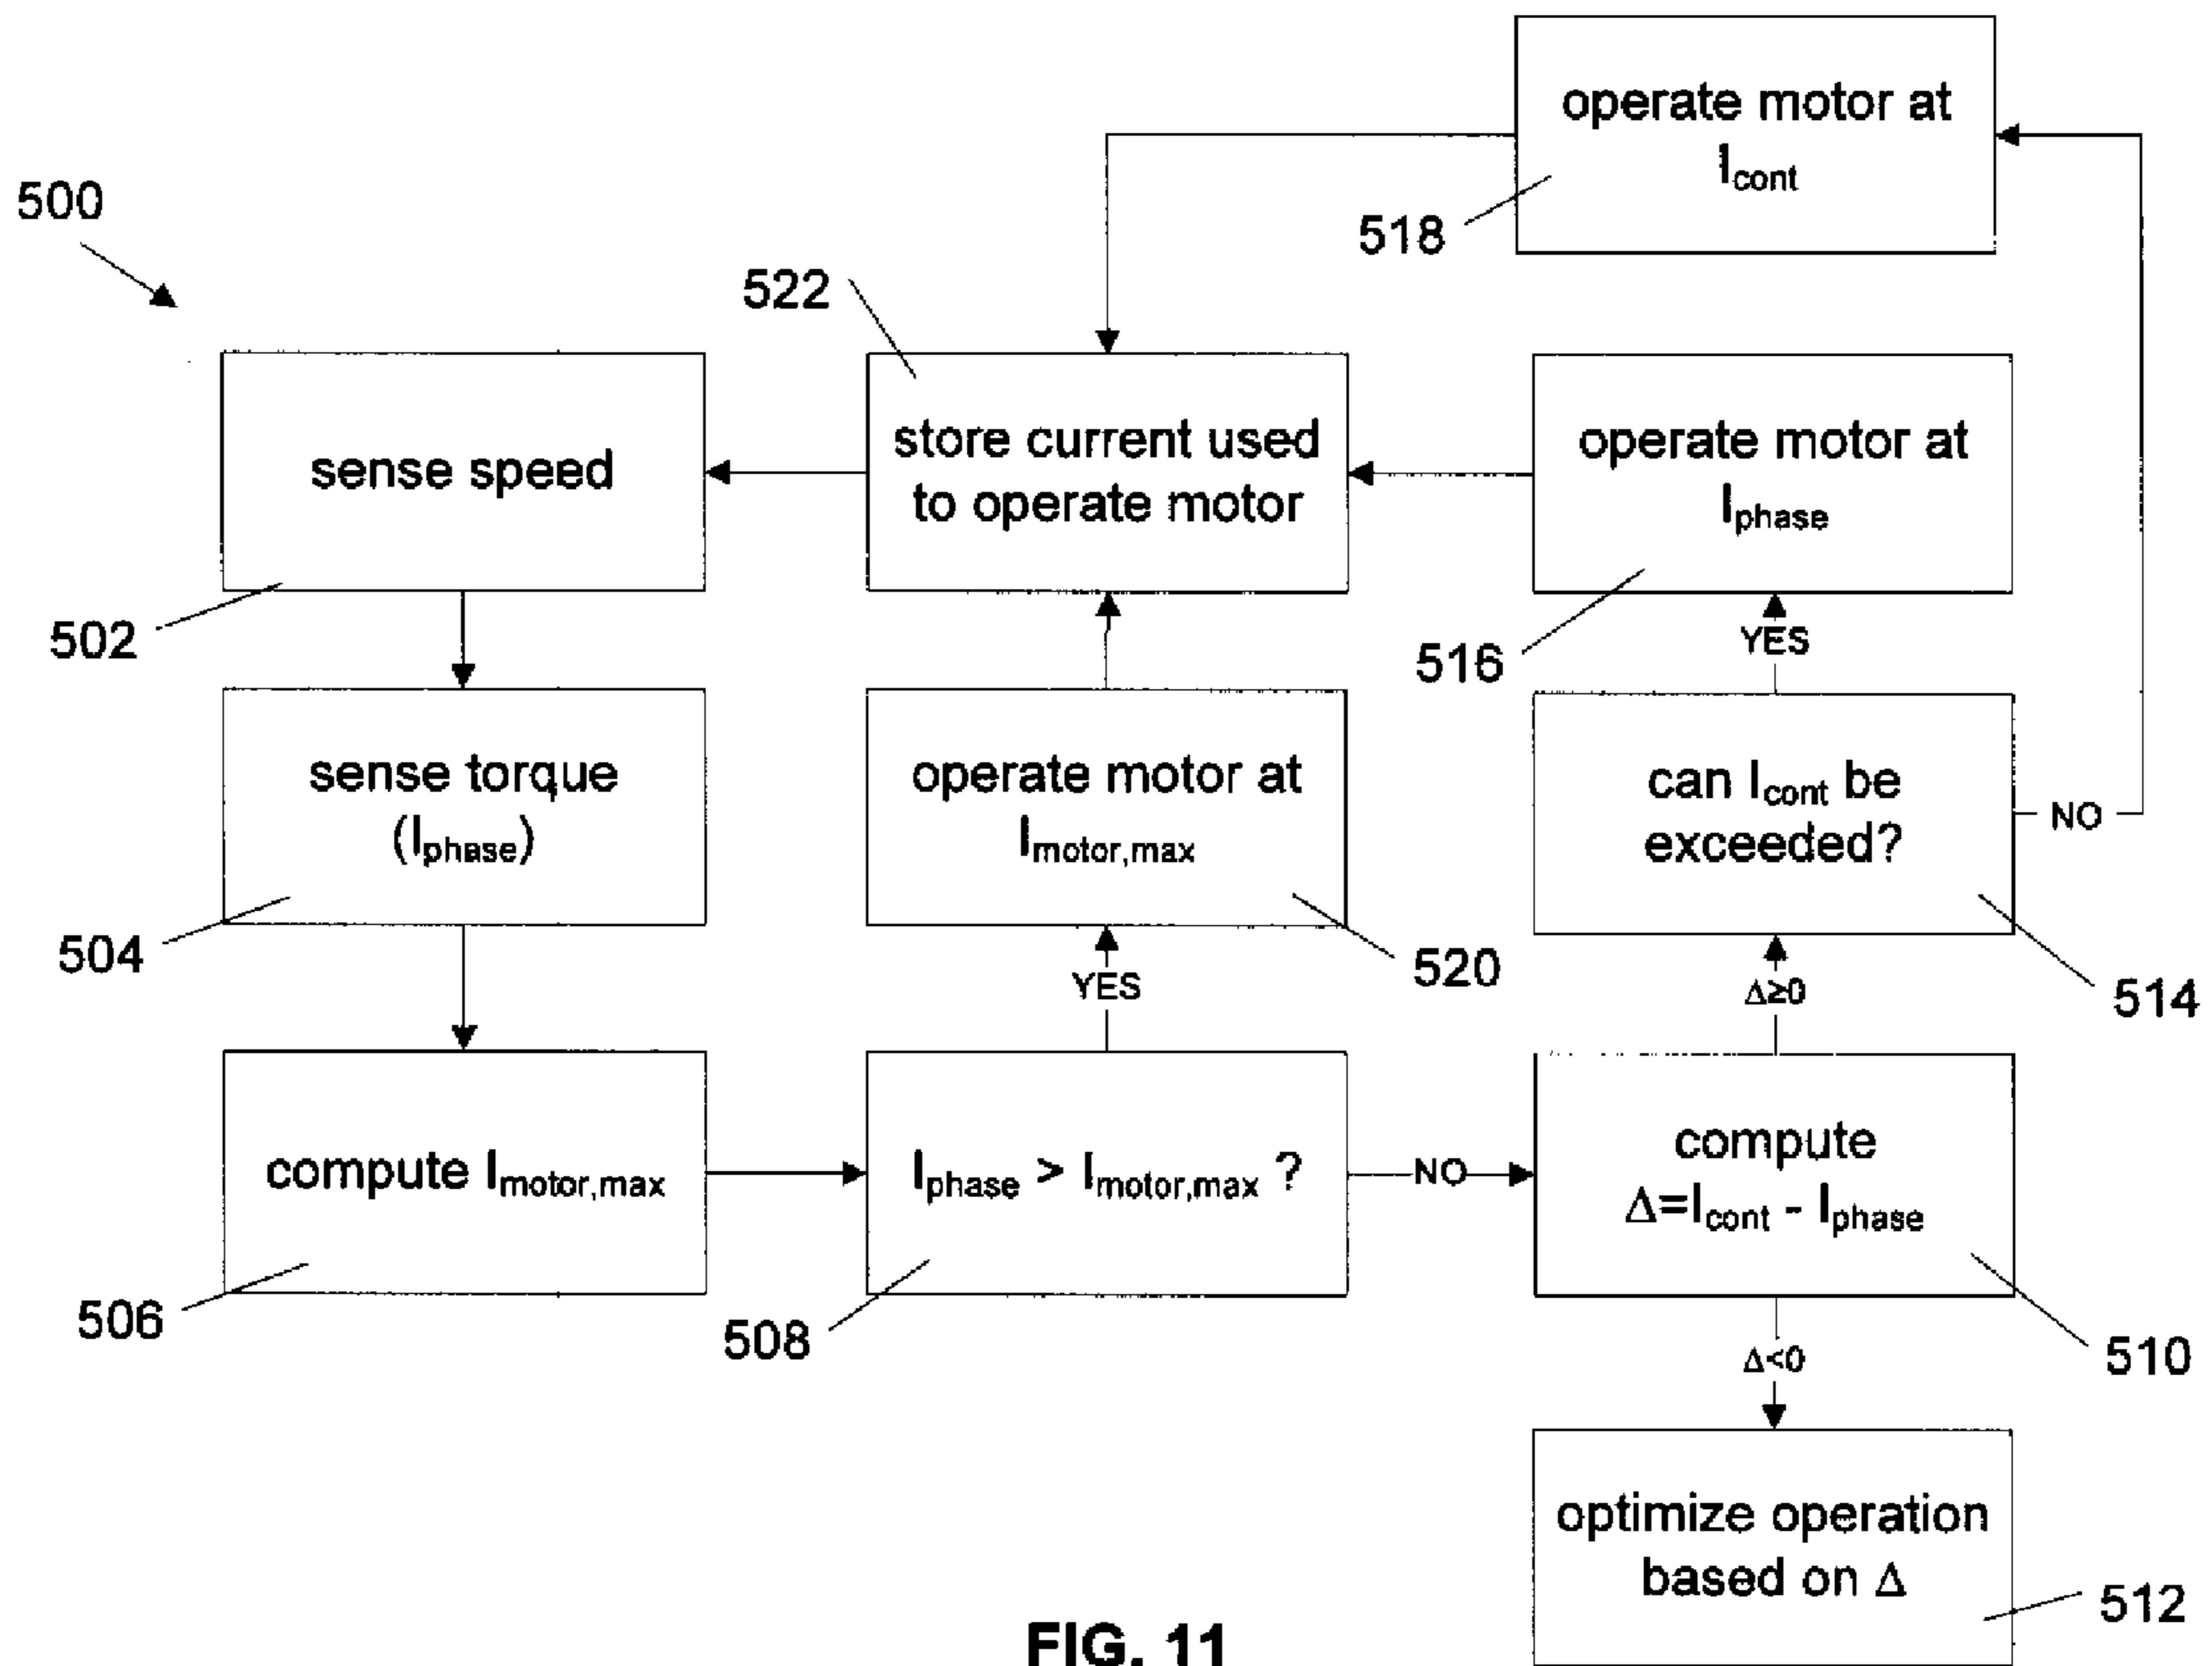 operate motor at
Icont
518
500
522
sense speed
502
store current used
to operate motor
operate motor at
Iphase
516
YES
sense torque
(Iphase)
504
operate motor at
Imotor,max
520
YES
can Icont be
exceeded?
NO
514
Δ≥0
compute Imotor,max
506
Iphase > Imotor,max ?
508
NO
compute
Δ=Icont - Iphase
510
Δ<0
optimize operation
based on Δ
512
FIG. 11